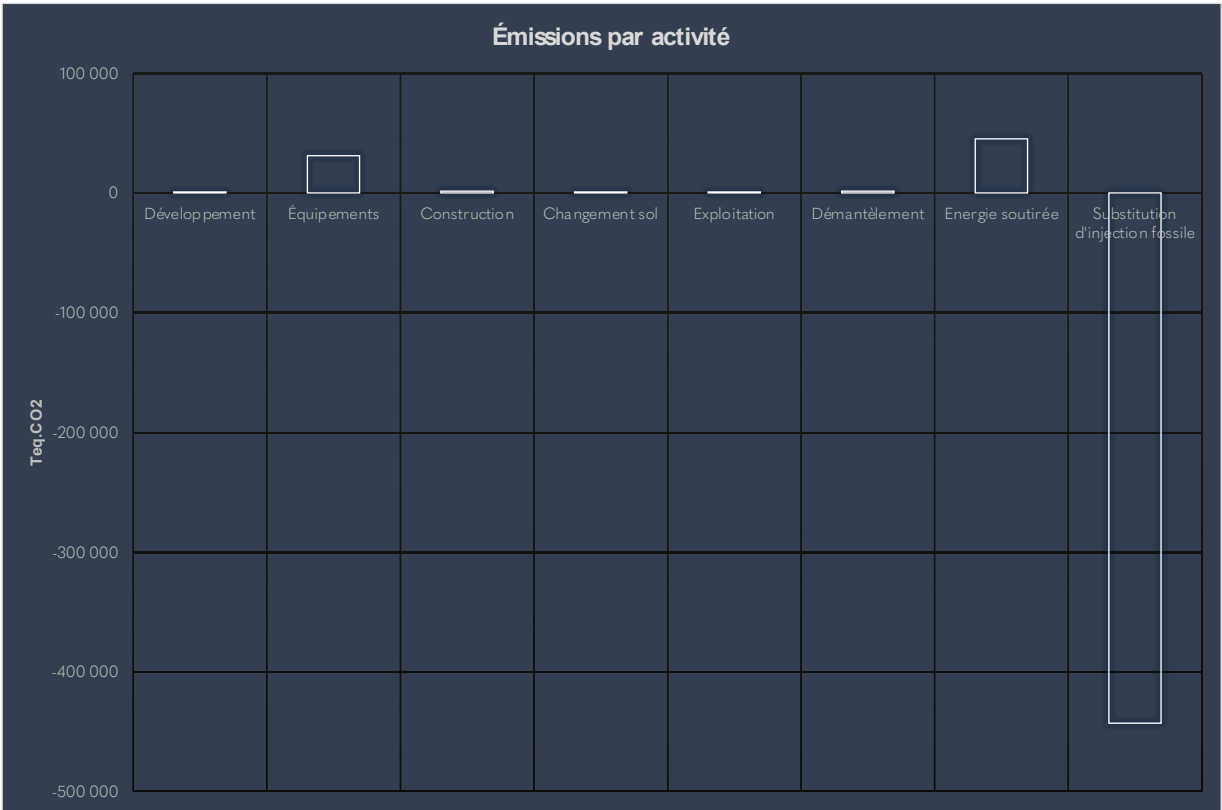 Émissions par activité
100 000
0
-100 000
-200 000
-300 000
-400 000
-500 000
Teq.CO2
Développement
Équipements
Construction
Changement sol
Exploitation
Démantèlement
Energie soutirée
Substitution
d'injection fossile